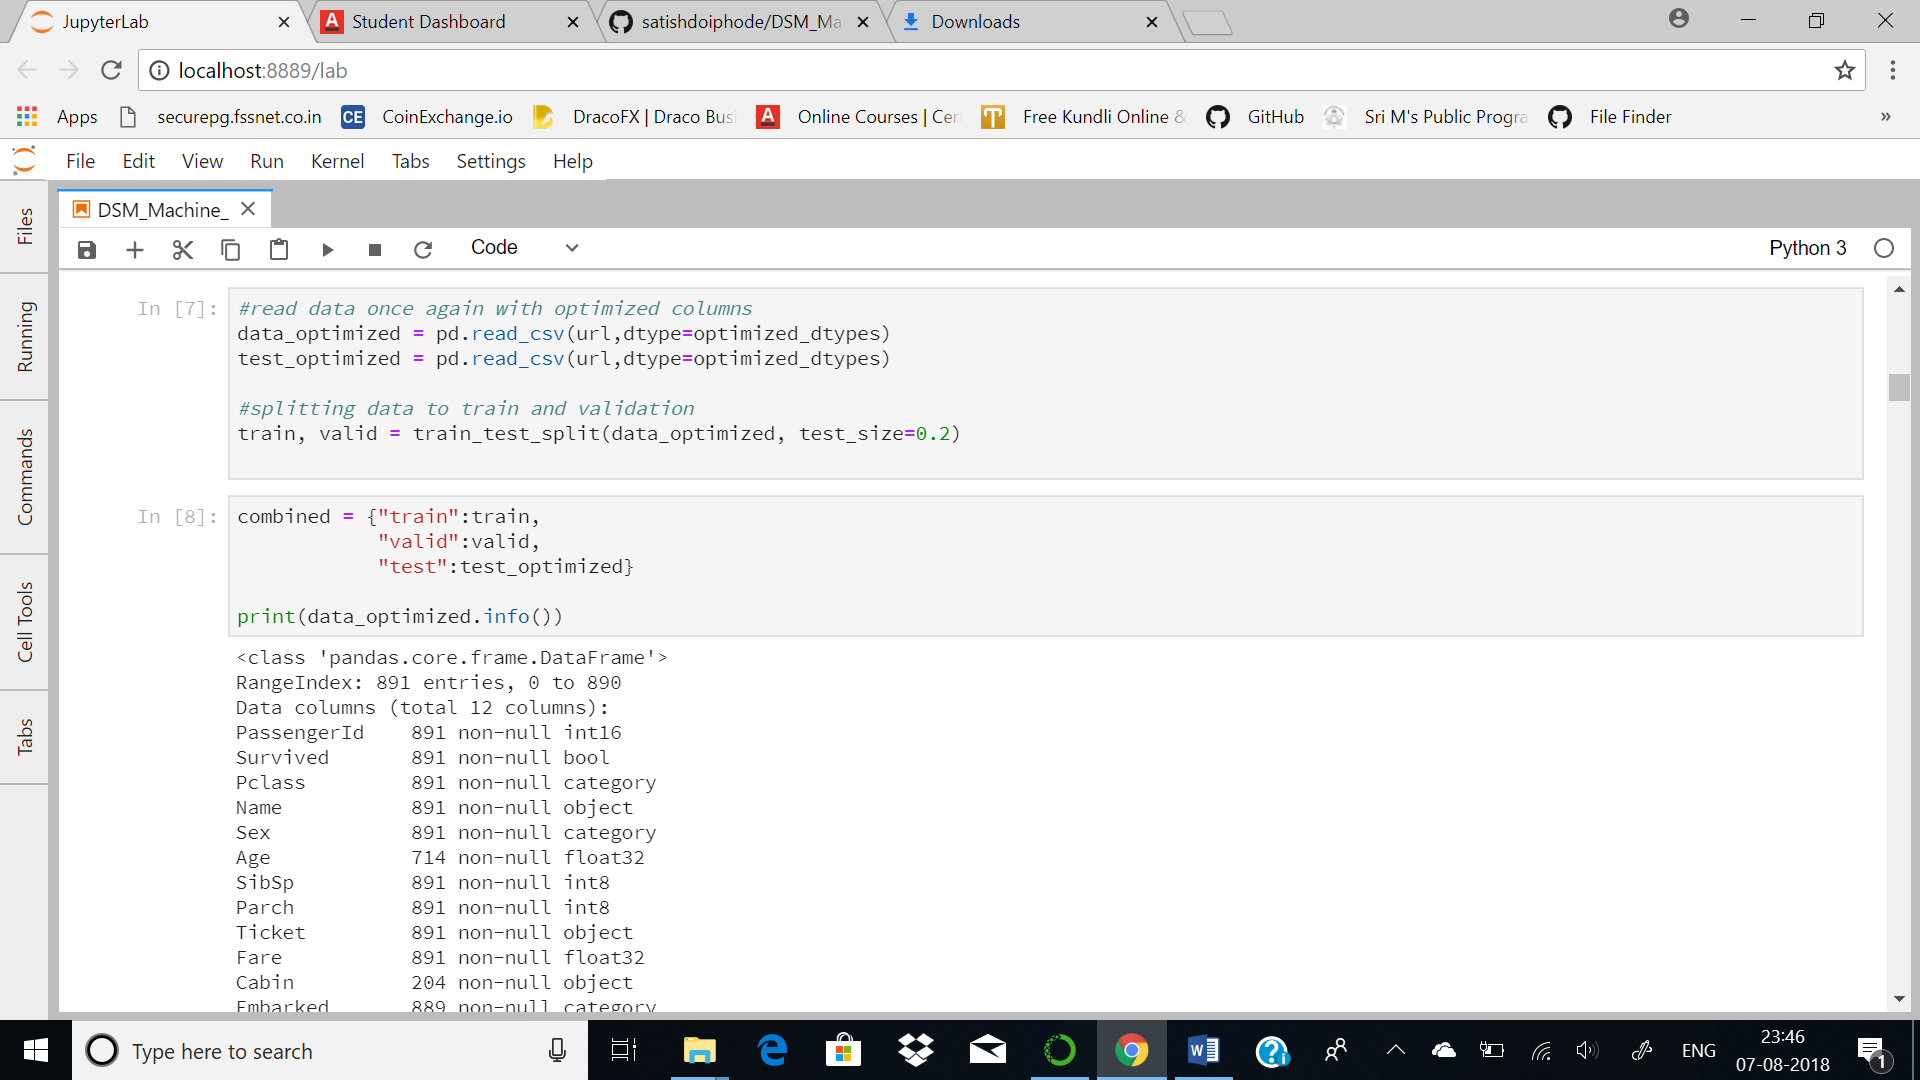 JupyterLab
Student Dashboard
satishdoiphode/DSM_Ma
Downloads
localhost:8889/lab
Apps
securepg.fssnet.co.in
CE
CoinExchange.io
DracoFX | Draco Busi
A
Online Courses | Cer
Free Kundli Online &
GitHub
Sri M's Public Progra
File Finder
»
File Edit View Run Kernel Tabs Settings Help
Files
Running
Commands
Cell Tools
Tabs
DSM_Machine_
Code
Python 3
In [7]:
#read data once again with optimized columns
data_optimized = pd.read_csv(url,dtype=optimized_dtypes)
test_optimized = pd.read_csv(url,dtype=optimized_dtypes)
#splitting data to train and validation
train, valid = train_test_split(data_optimized, test_size=0.2)
In [8]:
combined = {"train":train,
"valid":valid,
"test":test_optimized}
print(data_optimized.info())
<class 'pandas.core.frame.DataFrame'>
RangeIndex: 891 entries, 0 to 890
Data columns (total 12 columns):
PassengerId 891 non-null int16
Survived 891 non-null bool
Pclass 891 non-null category
Name 891 non-null object
Sex 891 non-null category
Age 714 non-null float32
SibSp 891 non-null int8
Parch 891 non-null int8
Ticket 891 non-null object
Fare 891 non-null float32
Cabin 204 non-null object
Embarked 889 non-null category
Type here to search
ENG
23:46
07-08-2018
1